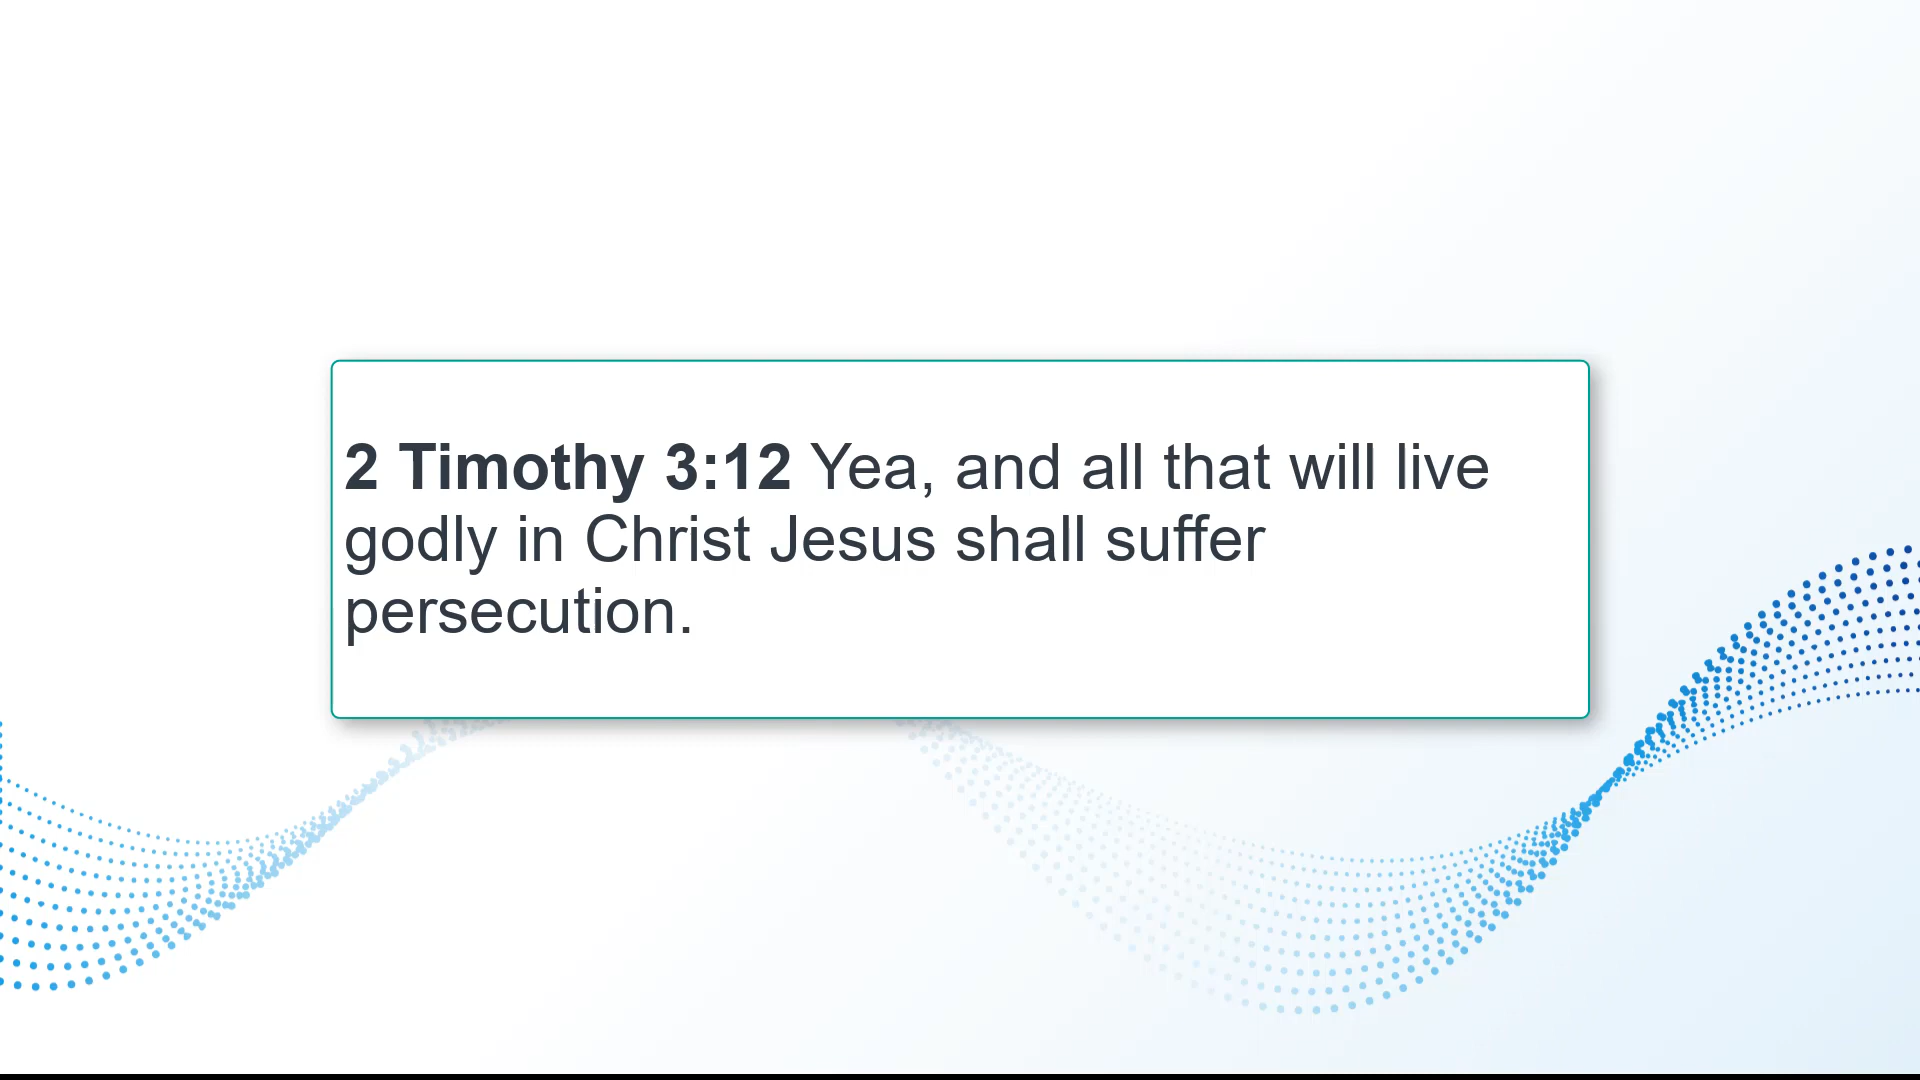 2 Timothy 3:12 Yea, and all that will live
godly in Christ Jesus shall suffer
persecution.